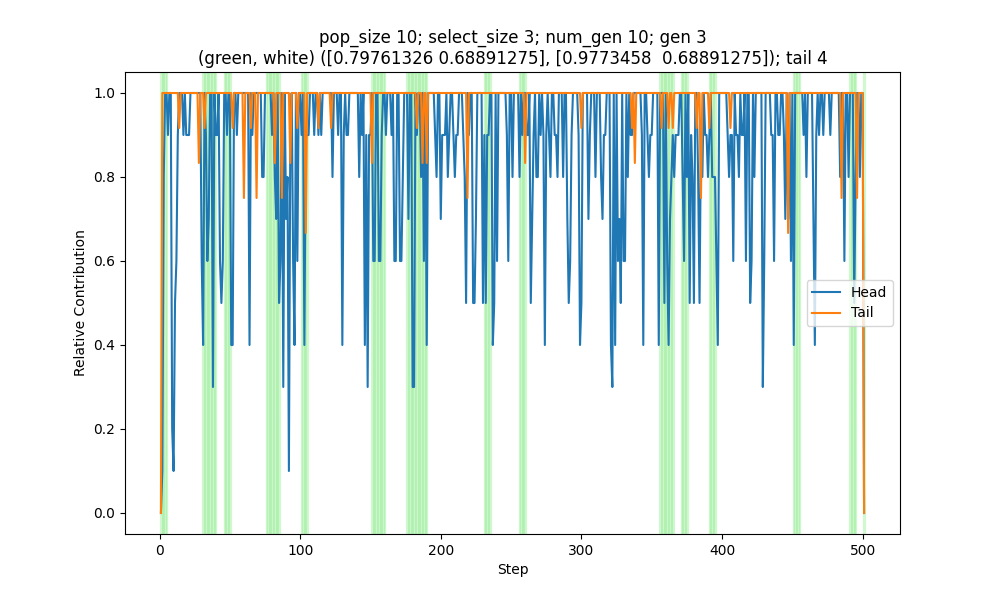 pop_size 10; select_size 3; num_gen 10; gen 3
(green, white) ([0.79761326 0.68891275], [0.9773458  0.68891275]); tail 4
1.0
0.8
0.6
0.4
0.2
0.0
Relative Contribution
Head
Tail
0 100 200 300 400 500
Step